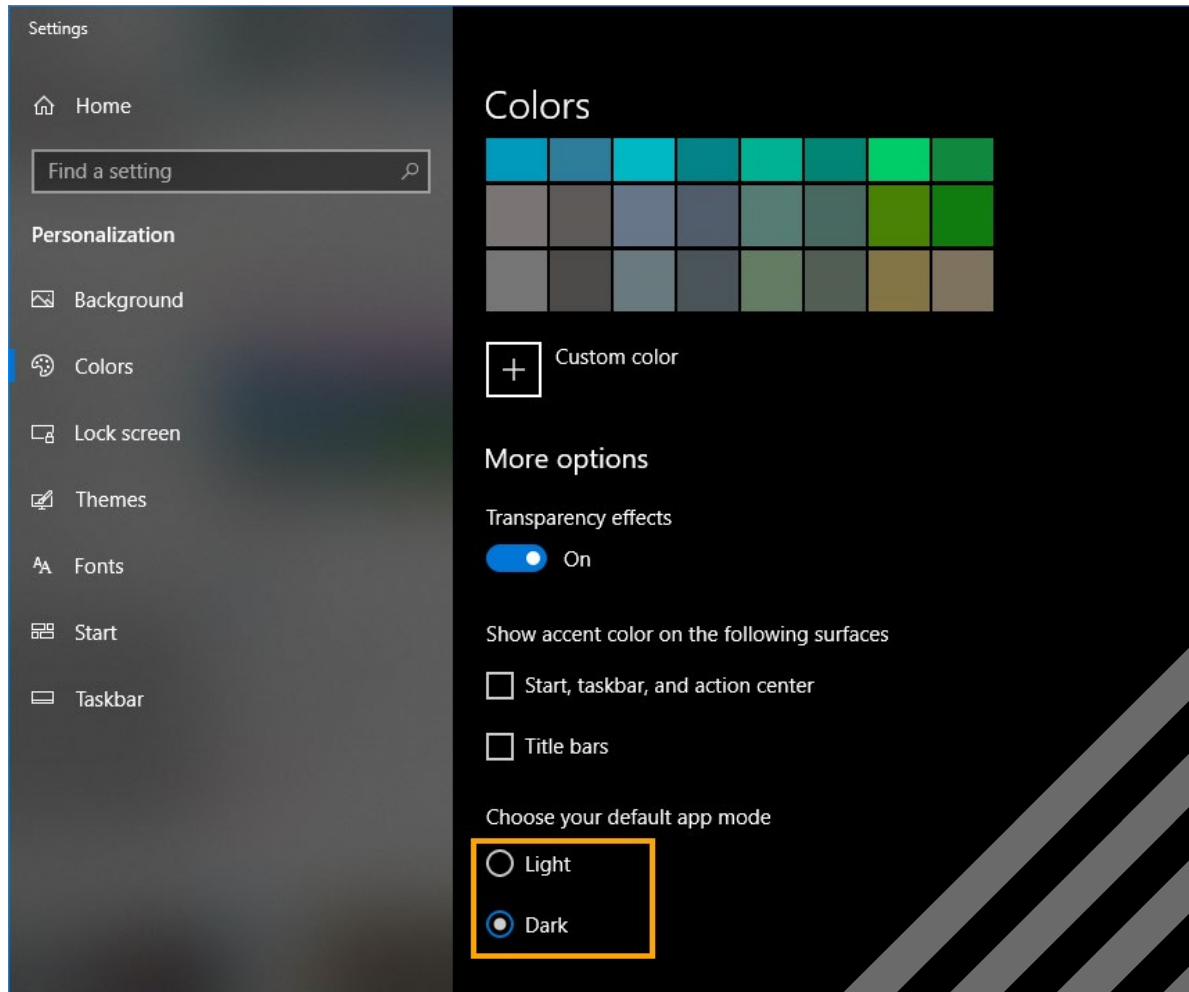 Settings
Home
Find a setting
Personalization
Background
Colors
Lock screen
Themes
Fonts
Start
Taskbar
Colors
Custom color
More options
Transparency effects
On
Show accent color on the following surfaces
Start, taskbar, and action center
Title bars
Choose your default app mode
Light
Dark